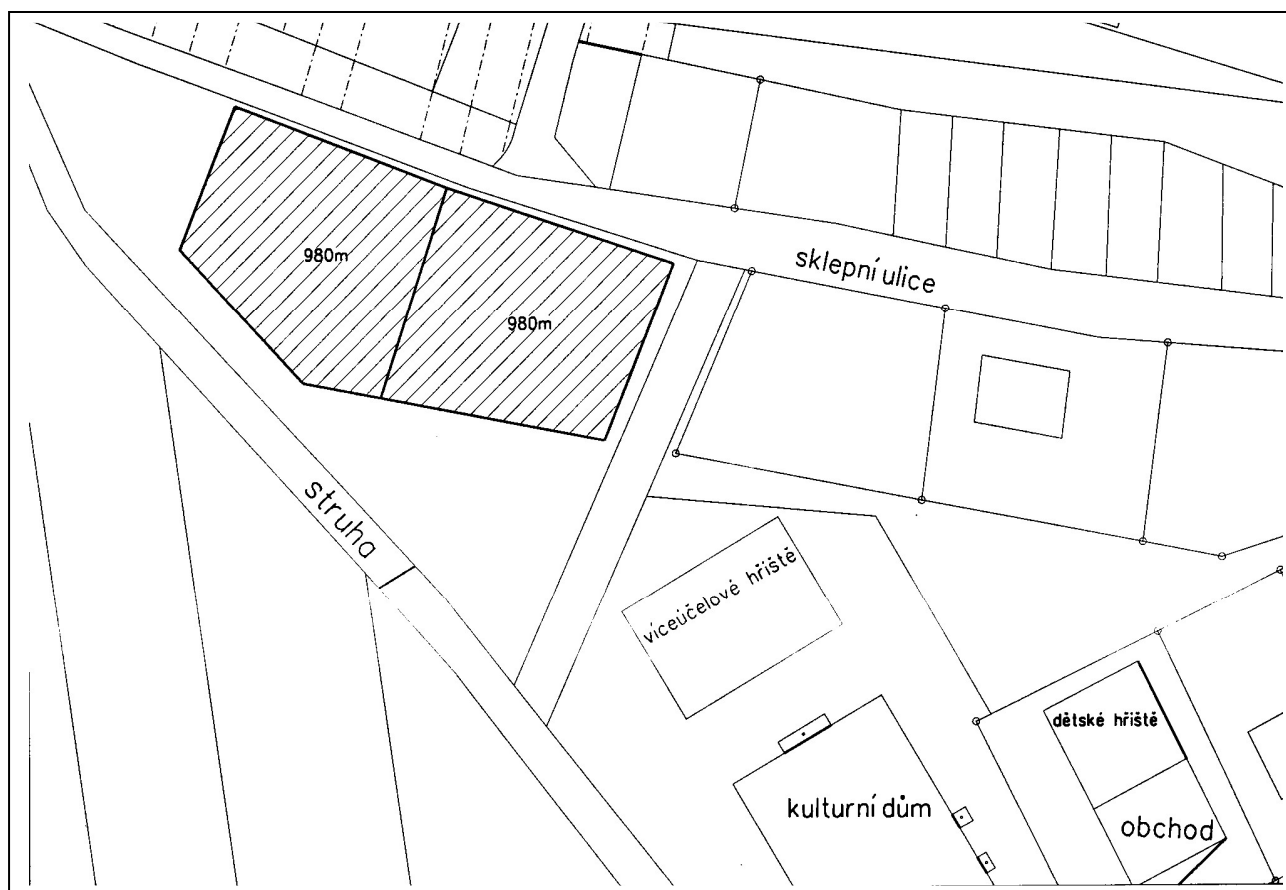 980m
sklepní ulice
980m
struha
víceúčelové hřiště
dětské hřiště
kulturní dům
obchod